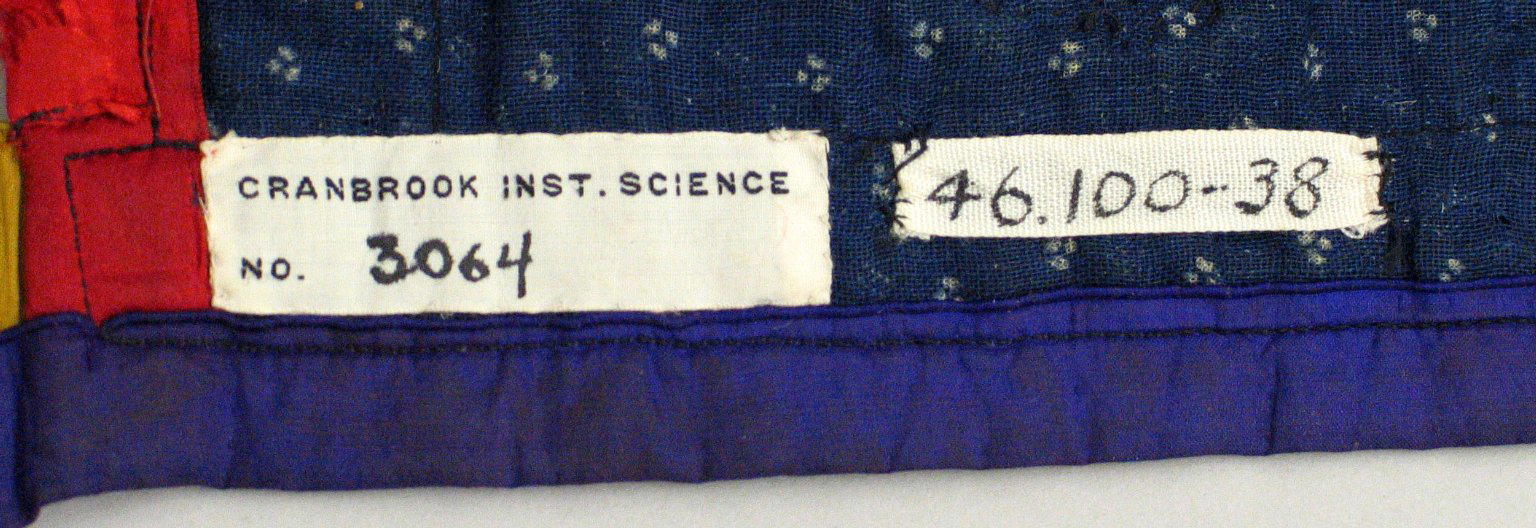 CRANBROOK INST. SCIENCE
NO. 3064
46.100-38